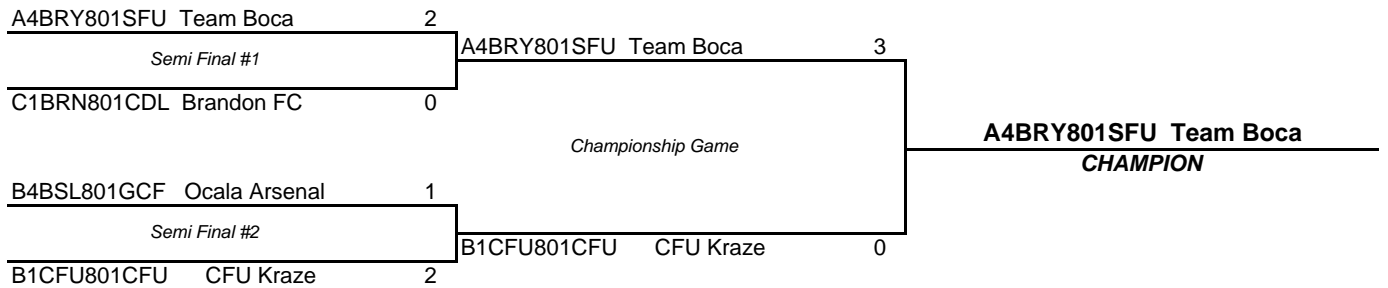 A4BRY801SFU Team Boca 2
Semi Final #1
C1BRN801CDL Brandon FC 0
A4BRY801SFU Team Boca 3
Championship Game
A4BRY801SFU Team Boca
CHAMPION
B4BSL801GCF Ocala Arsenal 1
Semi Final #2
B1CFU801CFU CFU Kraze 2
B1CFU801CFU CFU Kraze 0